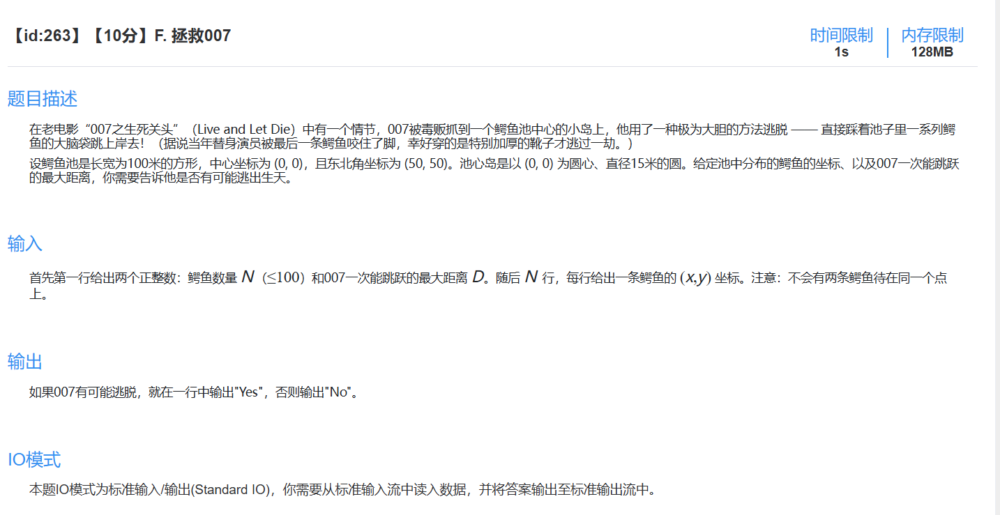 【id:263】【10分】F. 拯救007
时间限制
1s
内存限制
128MB
题目描述
在老电影“007之生死关头”（Live and Let Die）中有一个情节，007被毒贩抓到一个鳄鱼池中心的小岛上，他用了一种极为大胆的方法逃脱 —— 直接踩着池子里一系列鳄
鱼的大脑袋跳上岸去！（据说当年替身演员被最后一条鳄鱼咬住了脚，幸好穿的是特别加厚的靴子才逃过一劫。）
设鳄鱼池是长宽为100米的方形，中心坐标为 (0, 0)，且东北角坐标为 (50, 50)。池心岛是以 (0, 0) 为圆心、直径15米的圆。给定池中分布的鳄鱼的坐标、以及007一次能跳跃
的最大距离，你需要告诉他是否有可能逃出生天。
输入
首先第一行给出两个正整数：鳄鱼数量 N（≤100）和007一次能跳跃的最大距离 D。随后 N 行，每行给出一条鳄鱼的 (x,y) 坐标。注意：不会有两条鳄鱼待在同一个点
上。
输出
如果007有可能逃脱，就在一行中输出"Yes"，否则输出"No"。
IO模式
本题IO模式为标准输入/输出(Standard IO)，你需要从标准输入流中读入数据，并将答案输出至标准输出流中。